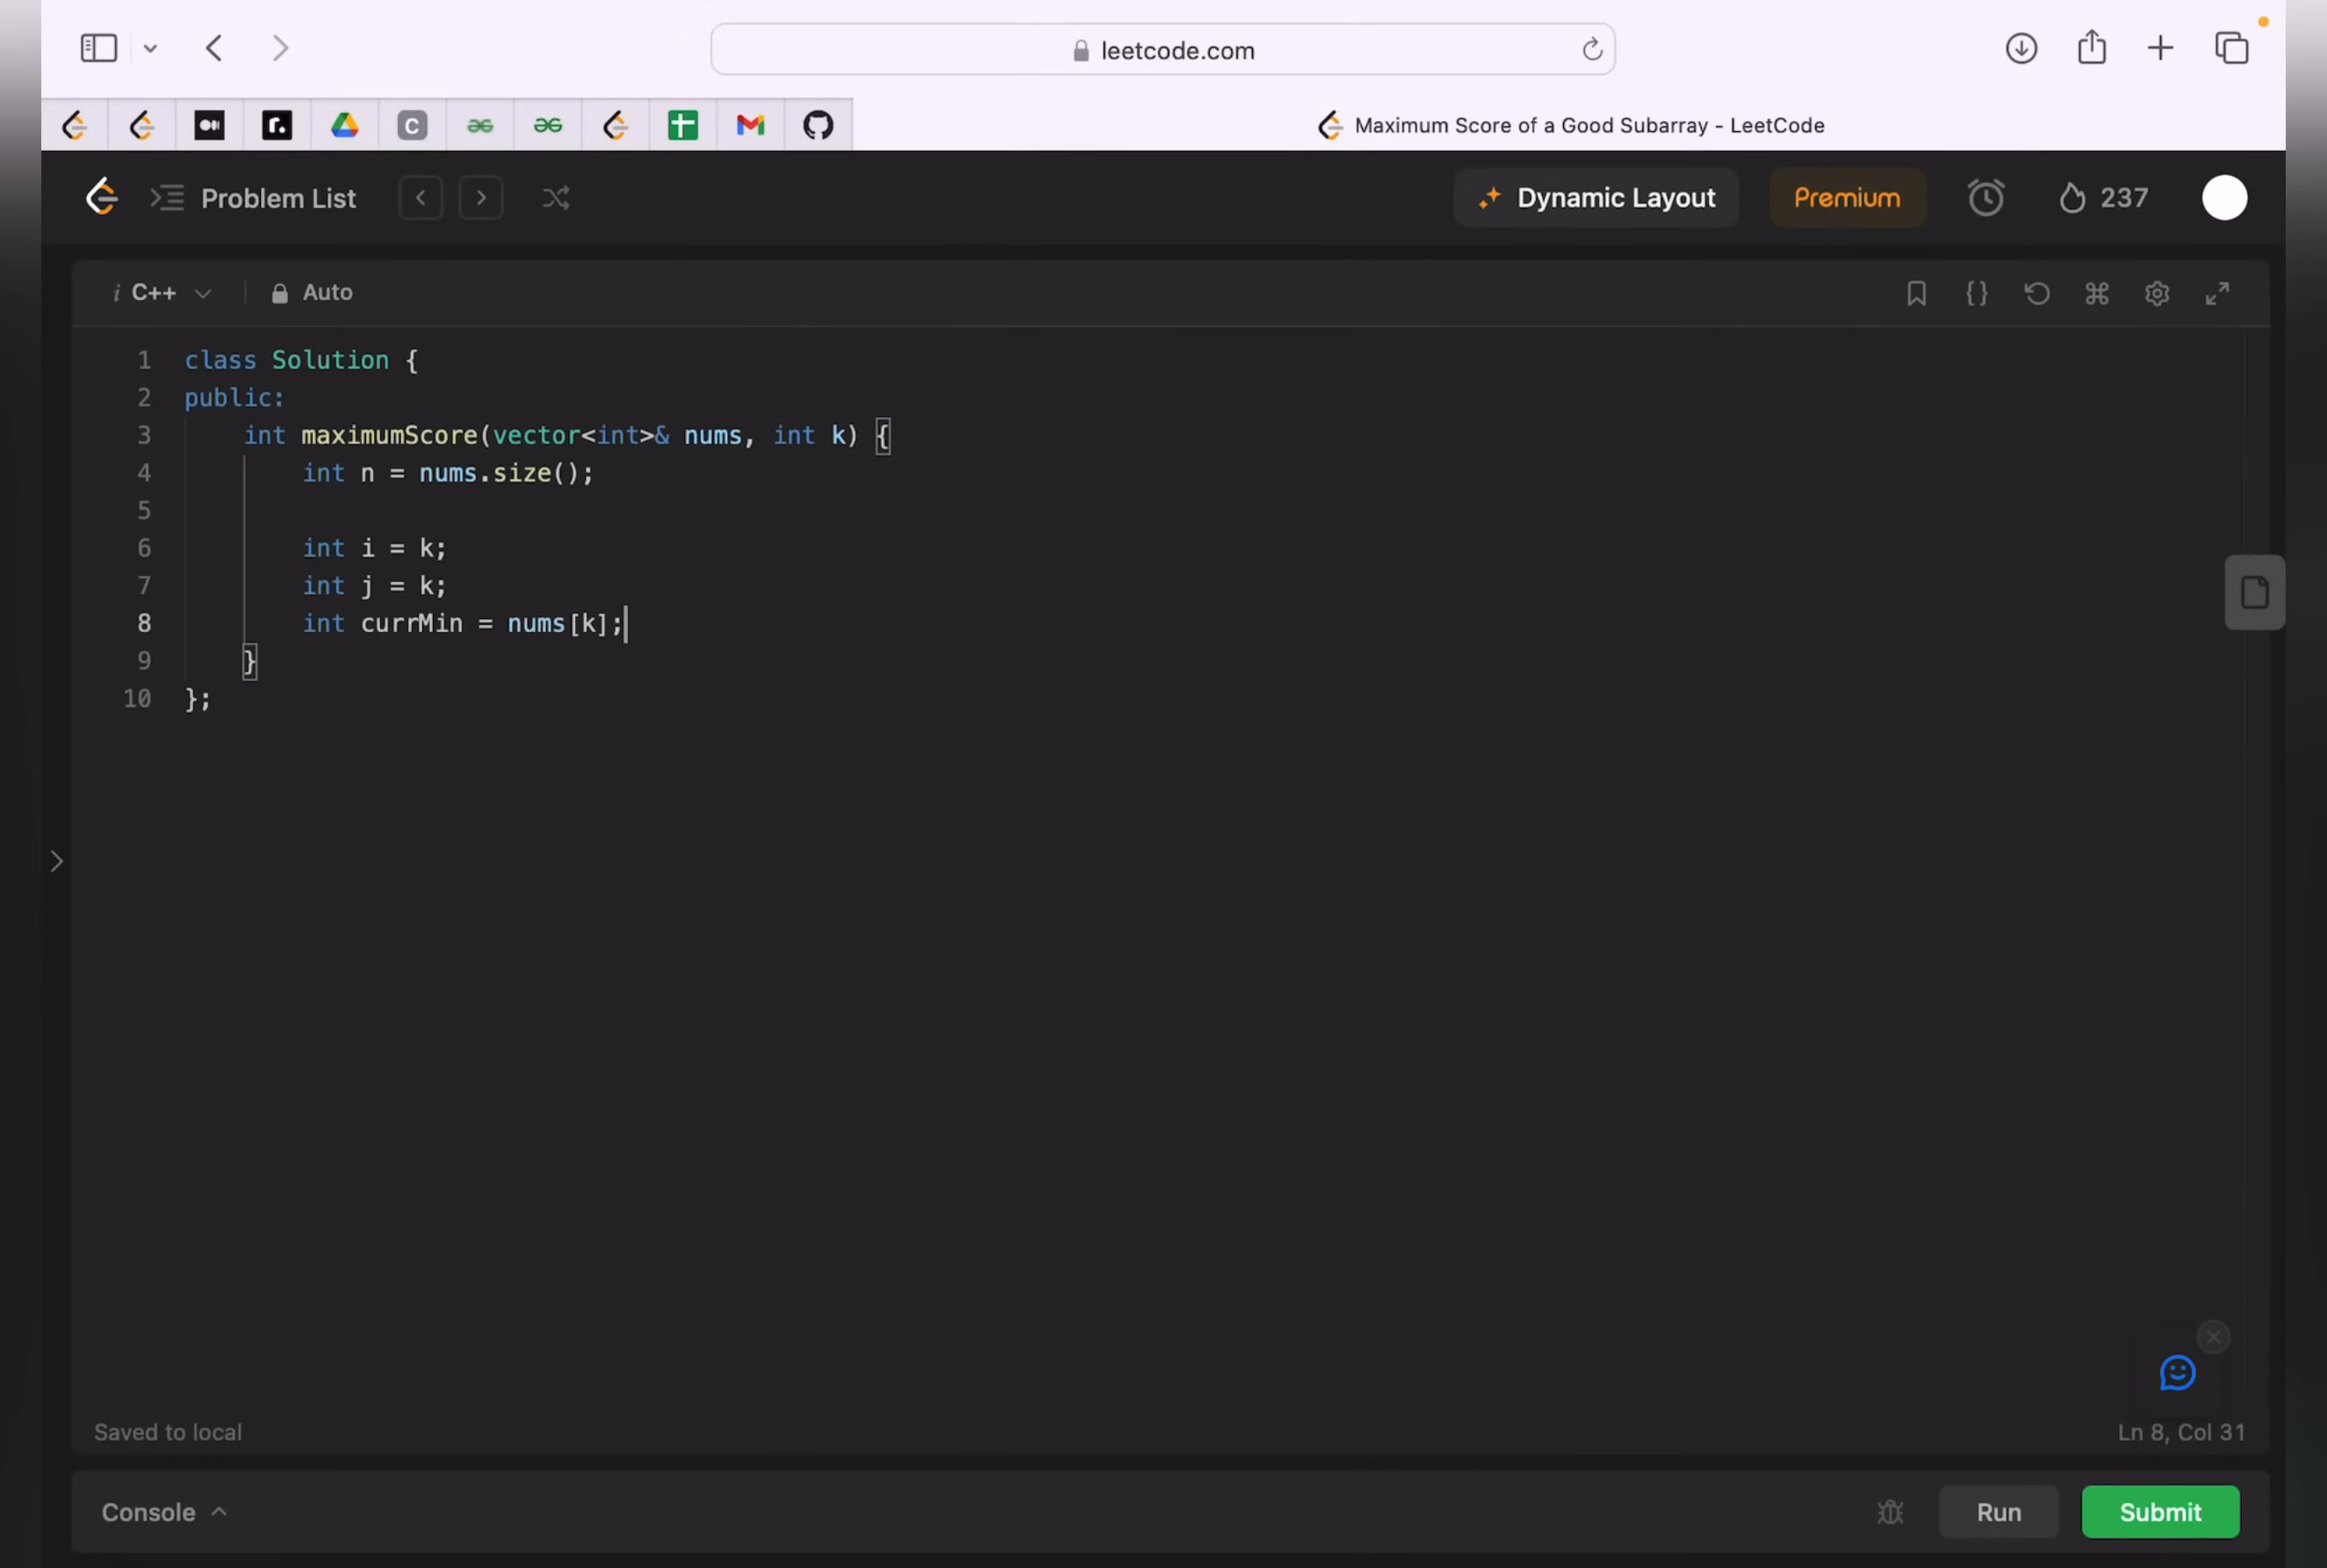 leetcode.com
C
Maximum Score of a Good Subarray - LeetCode
Problem List
Dynamic Layout
Premium
237
i C++
Auto
1 class Solution {
2 public:
3     int maximumScore(vector<int>& nums, int k) {
4         int n = nums.size();
5
6         int i = k;
7         int j = k;
8         int currMin = nums[k];
9     }
10 };
Saved to local
Ln 8, Col 31
Console
Run
Submit